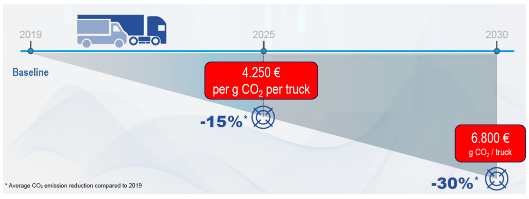 2019
2025
2030
Baseline
4.250 €
per g CO₂ per truck
-15%*
6.800 €
g CO₂ / truck
-30%*
* Average CO₂ emission reduction compared to 2019